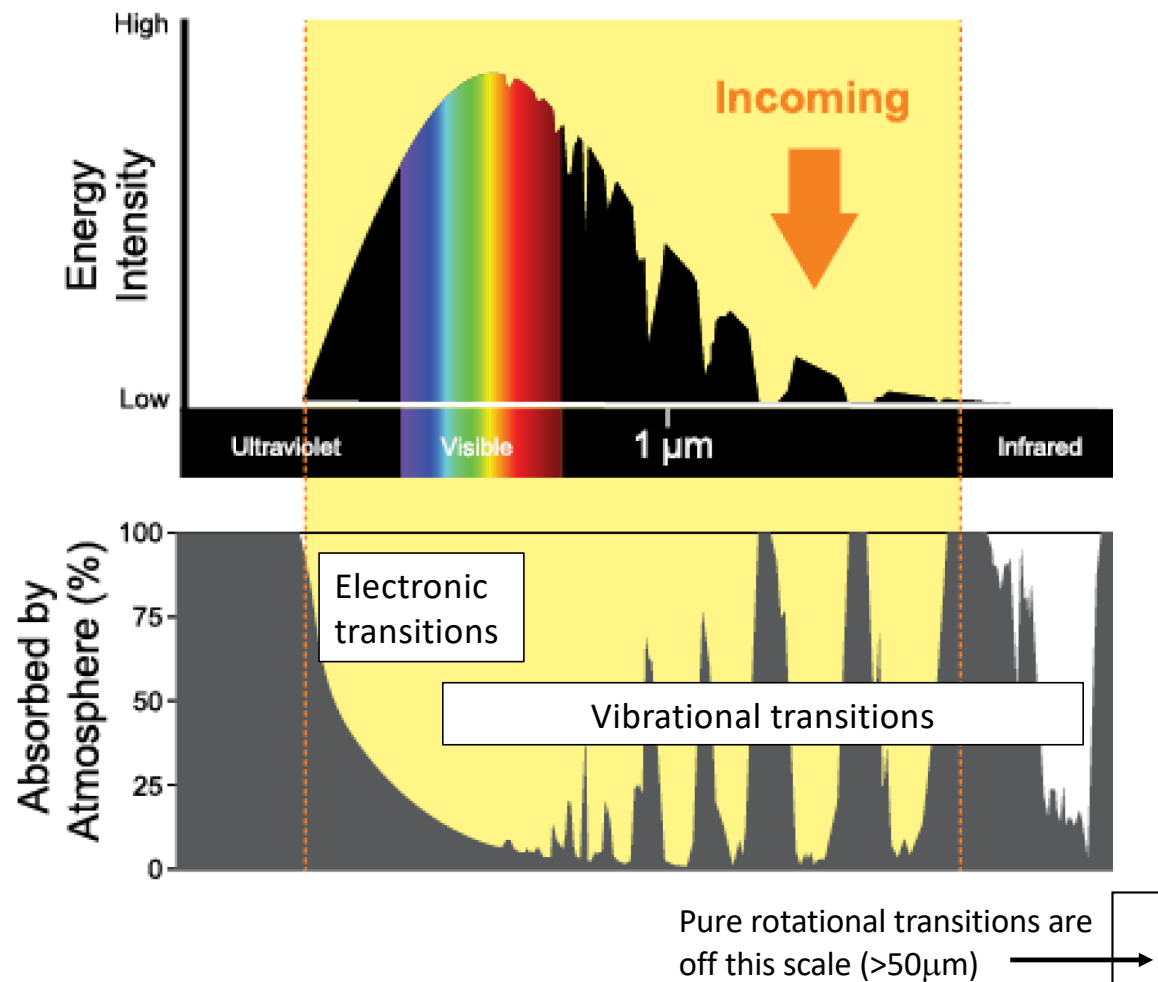 High
Energy
Intensity
Incoming
Low
Ultraviolet
Visible
1 μm
Infrared
Absorbed by
Atmosphere (%)
100
75
50
25
0
Electronic
transitions
Vibrational transitions
Pure rotational transitions are
off this scale (>50μm)